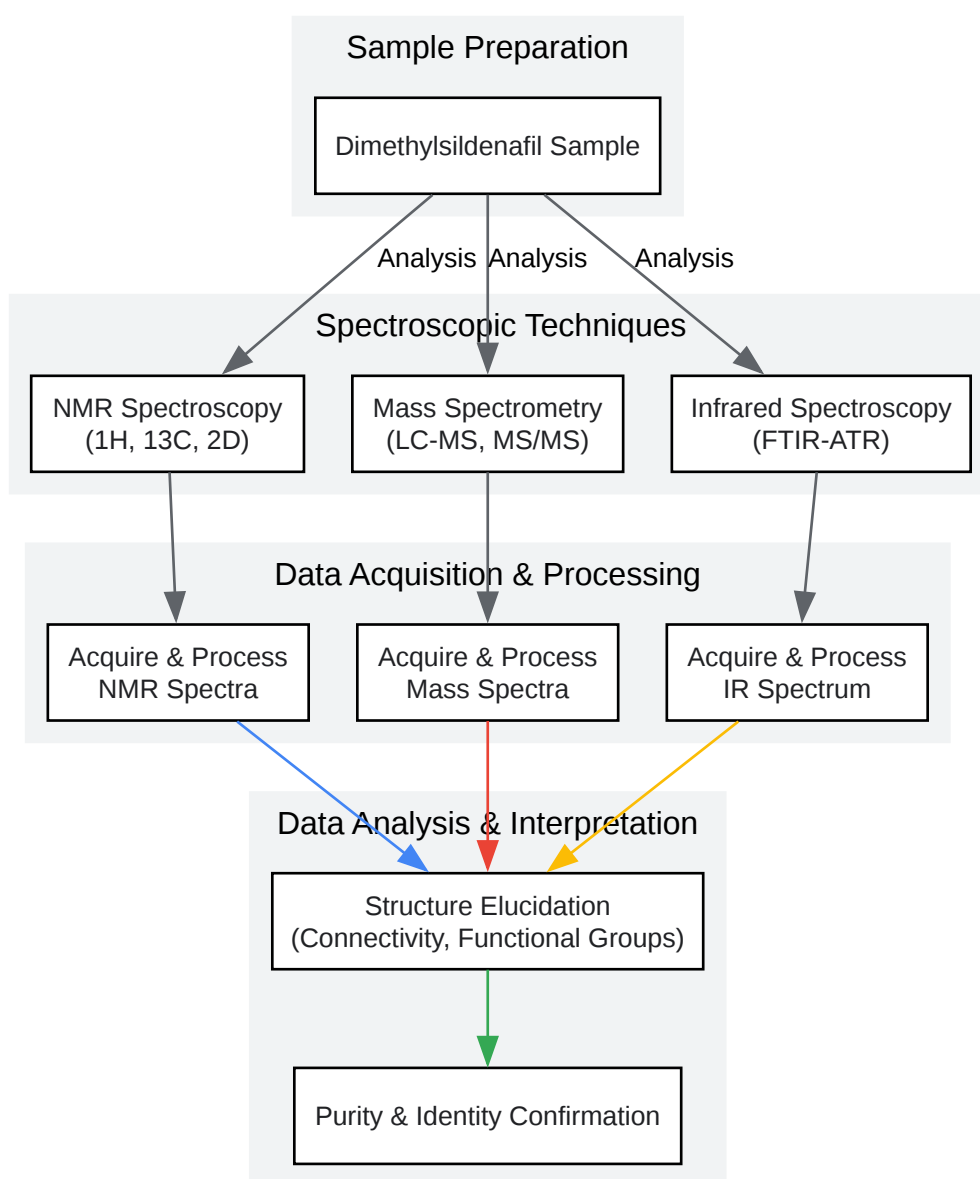 Sample Preparation
Dimethylsildenafil Sample
Analysis
Analysis
Analysis
Spectroscopic Techniques
NMR Spectroscopy
(1H, 13C, 2D)
Mass Spectrometry
(LC-MS, MS/MS)
Infrared Spectroscopy
(FTIR-ATR)
Data Acquisition & Processing
Acquire & Process
NMR Spectra
Acquire & Process
Mass Spectra
Acquire & Process
IR Spectrum
Data Analysis & Interpretation
Structure Elucidation
(Connectivity, Functional Groups)
Purity & Identity Confirmation